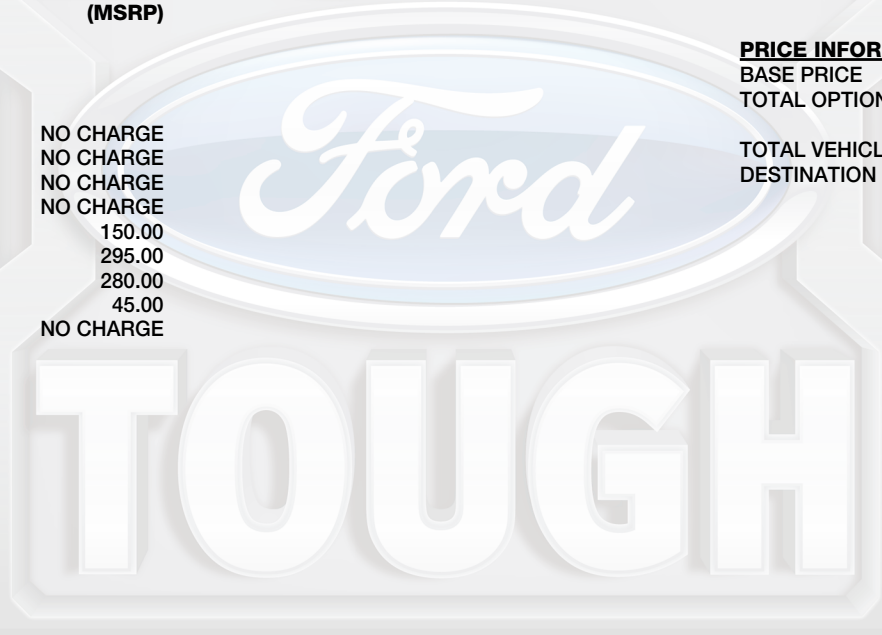 (MSRP)
NO CHARGE
NO CHARGE
NO CHARGE
NO CHARGE
150.00
295.00
280.00
45.00
NO CHARGE
PRICE INFOR
BASE PRICE
TOTAL OPTION
TOTAL VEHICL
DESTINATION
Ford
TOUGH